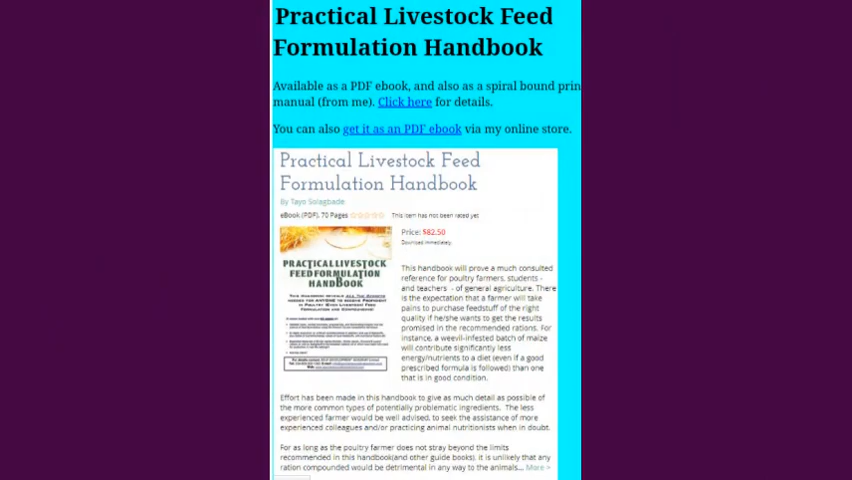 Practical Livestock Feed
Formulation Handbook
Available as a PDF ebook, and also as a spiral bound prin
manual (from me). Click here for details.
You can also get it as an PDF ebook via my online store.
Practical Livestock Feed
Formulation Handbook
By Tayo Solagbade
eBook (PDF), 70 Pages
This item has not been rated yet
Price: $82.50
Download immediately.
PRACTICAL LIVESTOCK
FEED FORMULATION
HANDBOOK
This handbook will prove a much consulted
reference for poultry farmers, students -
and teachers - of general agriculture. There
is the expectation that a farmer will take
pains to purchase feedstuff of the right
quality if he/she wants to get the results
promised in the recommended rations. For
instance, a weevil-infested batch of maize
will contribute significantly less
energy/nutrients to a diet (even if a good
prescribed formula is followed) than one
that is in good condition.
Effort has been made in this handbook to give as much detail as possible of
the more common types of potentially problematic ingredients. The less
experienced farmer would be well advised, to seek the assistance of more
experienced colleagues and/or practicing animal nutritionists when in doubt.
For as long as the poultry farmer does not stray beyond the limits
recommended in this handbook(and other guide books), it is unlikely that any
ration compounded would be detrimental in any way to the animals... More >